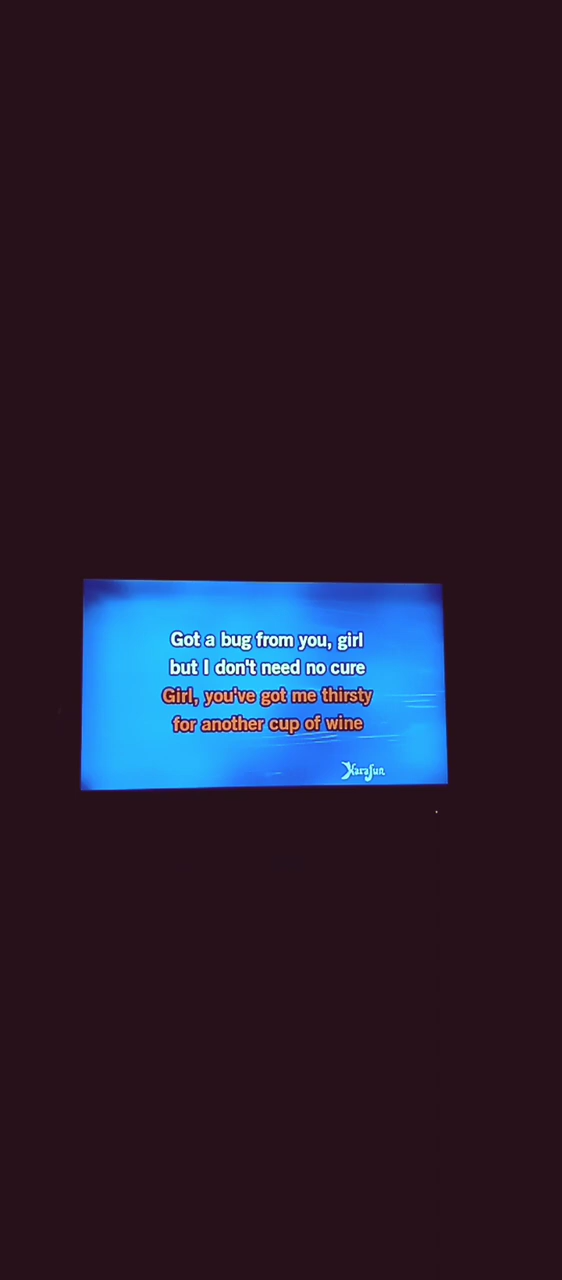 Got a bug from you, girl
but I don't need no cure
Girl, you've got me thirsty
for another cup of wine
KaraFun